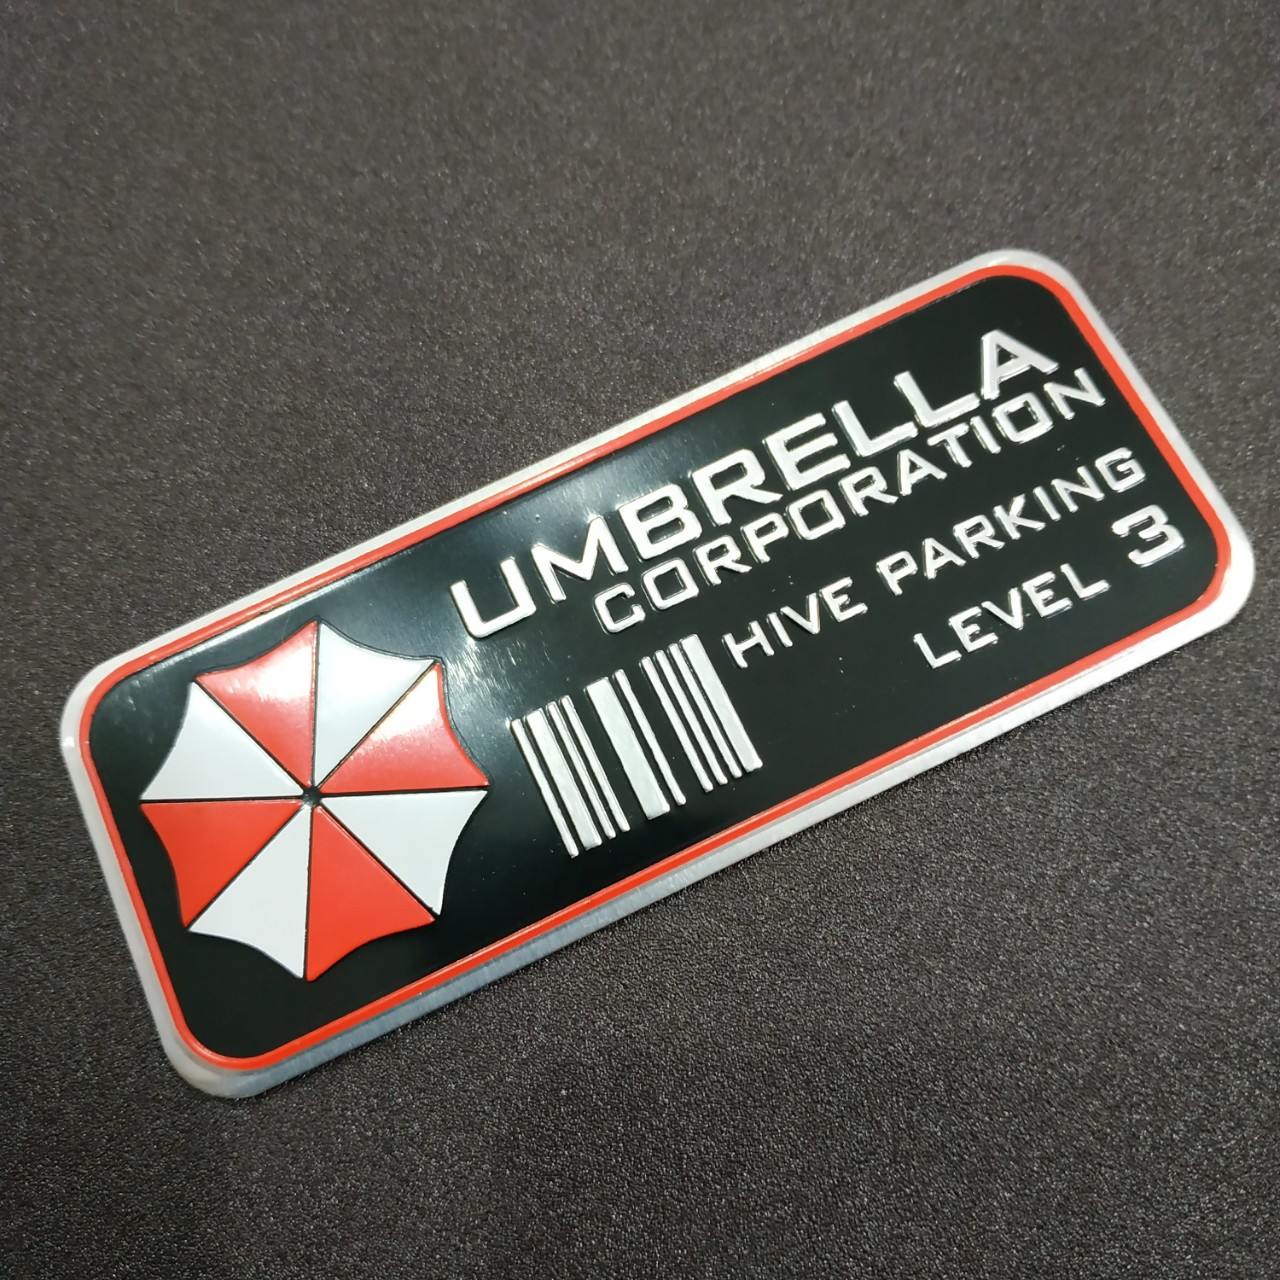 UMBRELLA
CORPORATION
HIVE PARKING
LEVEL 3